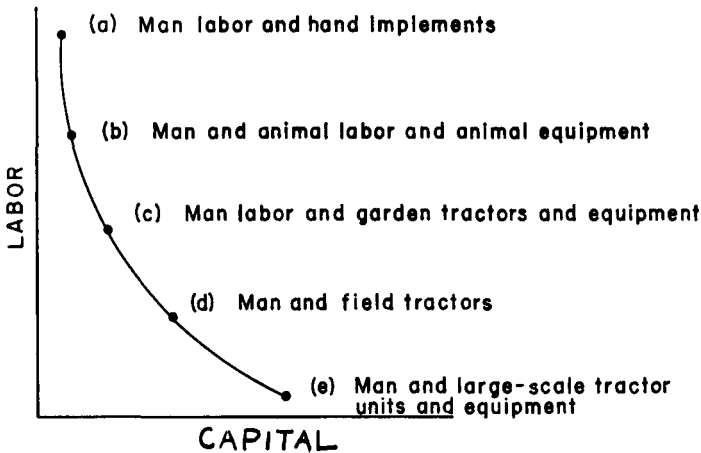 (a) Man labor and hand implements
(b) Man and animal labor and animal equipment
(c) Man labor and garden tractors and equipment
(d) Man and field tractors
(e) Man and large-scale tractor
units and equipment
LABOR
CAPITAL